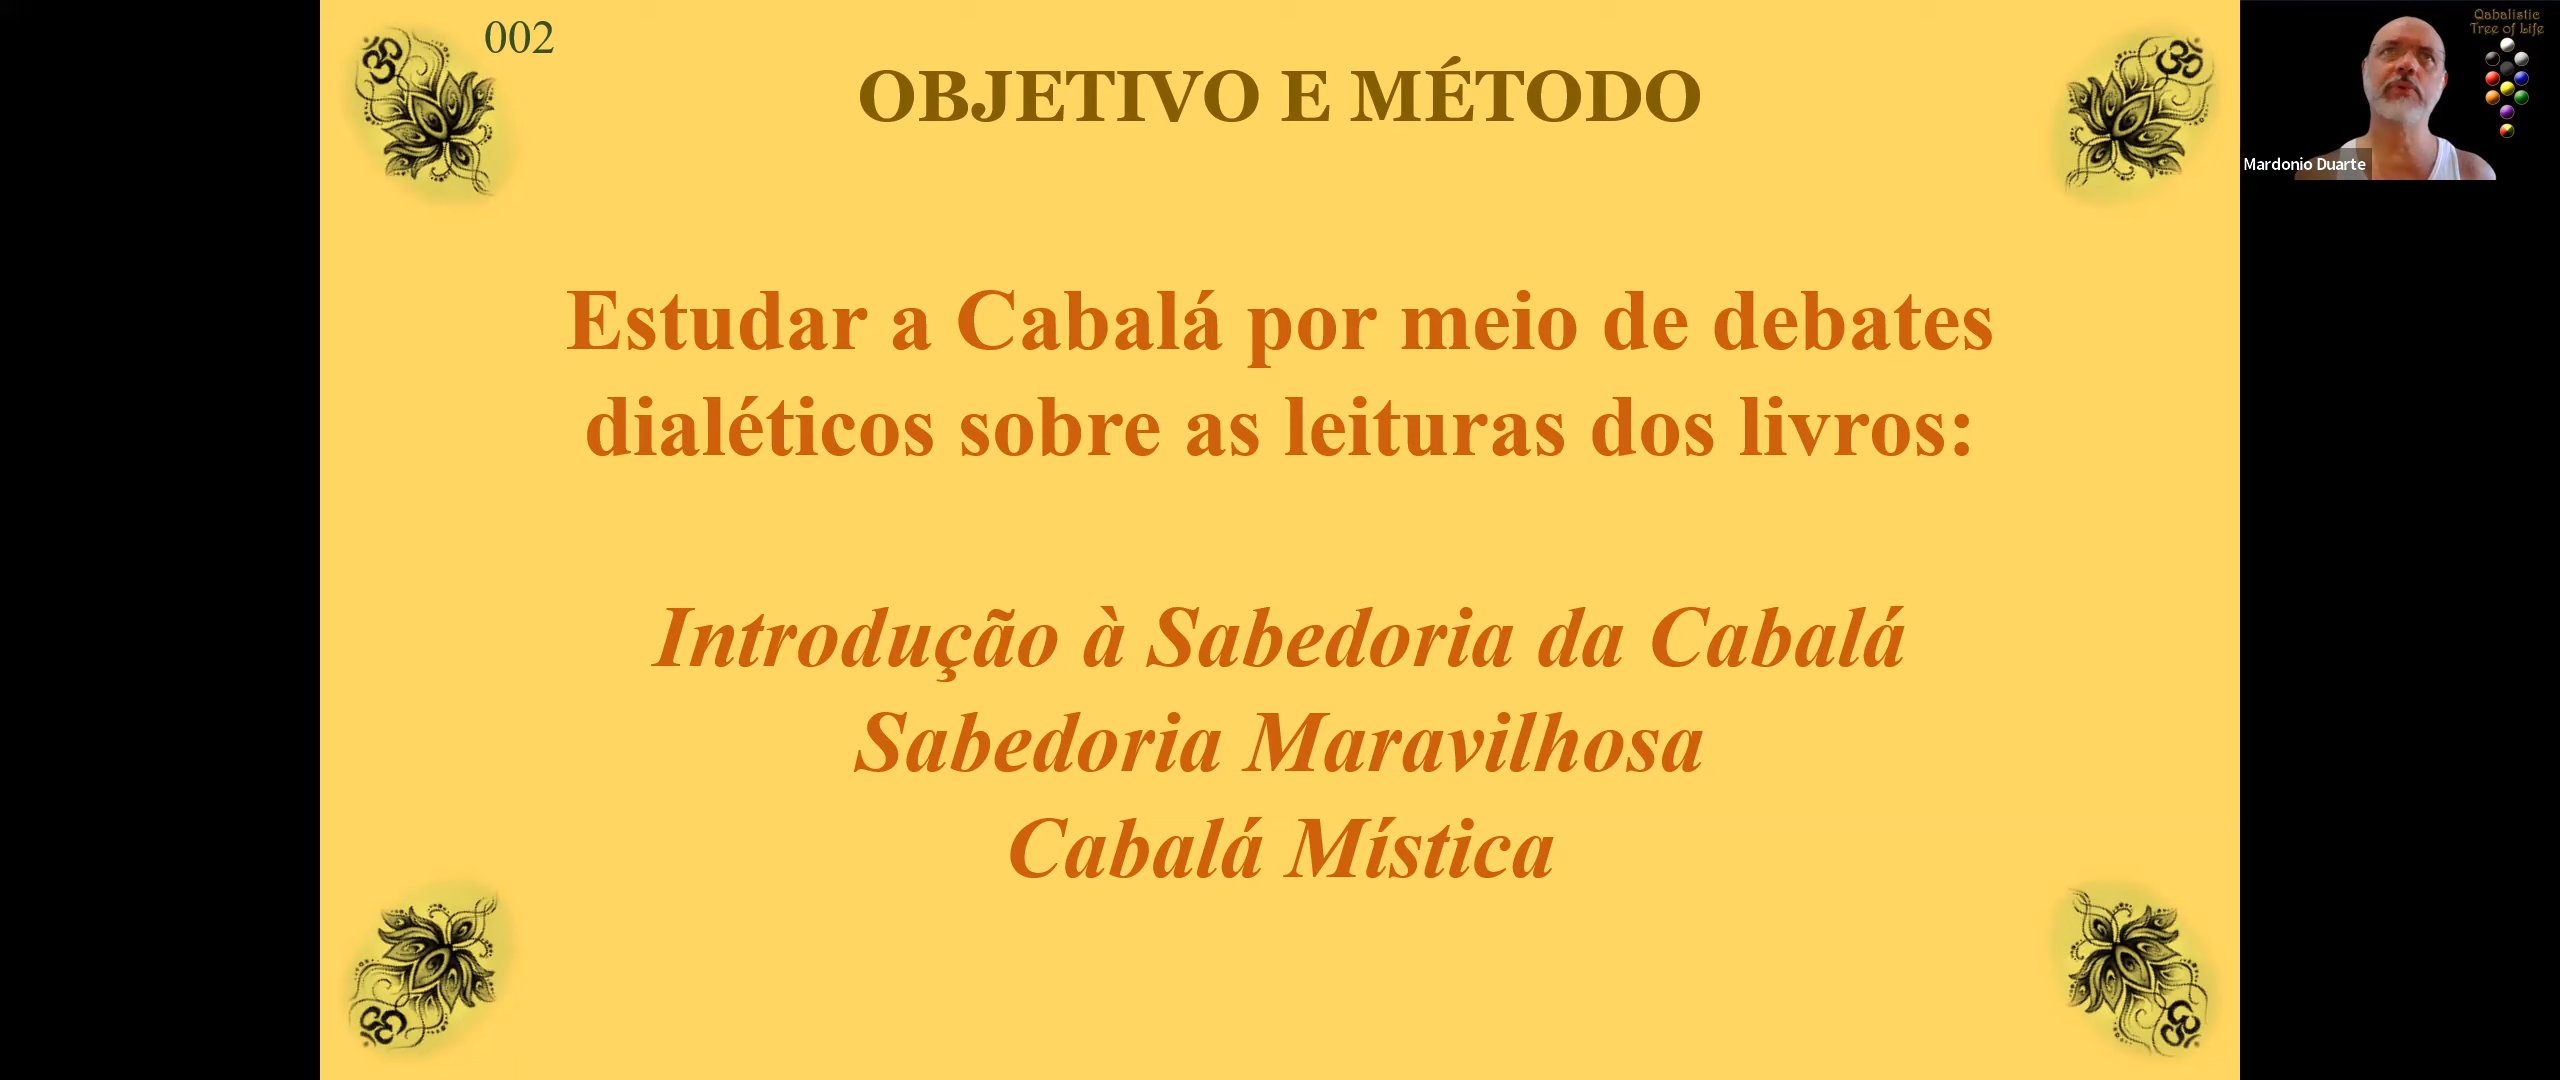 002
OBJETIVO E MÉTODO
Estudar a Cabalá por meio de debates
dialéticos sobre as leituras dos livros:
Introdução à Sabedoria da Cabalá
Sabedoria Maravilhosa
Cabalá Mística
Qabalistic
Tree of Life
Mardonio Duarte
ॐ
ॐ
ॐ
ॐ